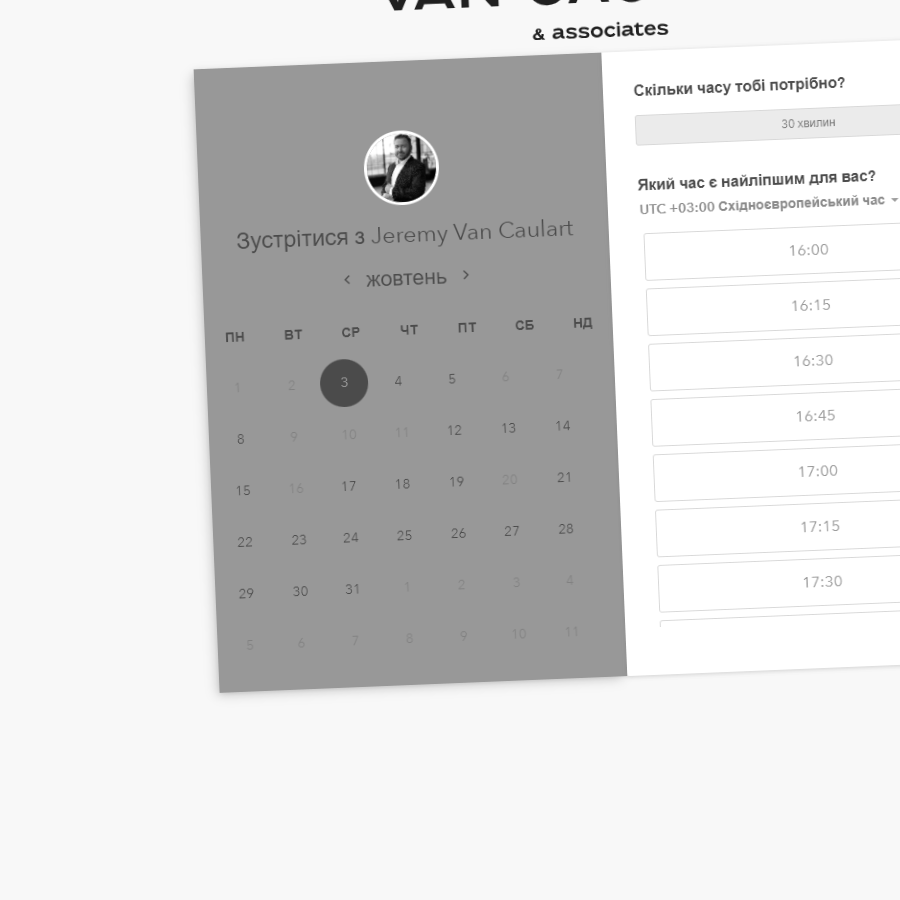 & associates
Зустрітися з Jeremy Van Caulart
‹ жовтень ›
ПН ВТ СР ЧТ ПТ СБ НД
1 2 3 4 5 6 7
8 9 10 11 12 13 14
15 16 17 18 19 20 21
22 23 24 25 26 27 28
29 30 31 1 2 3 4
5 6 7 8 9 10 11
Скільки часу тобі потрібно?
30 хвилин
Який час є найліпшим для вас?
UTC +03:00 Східноєвропейський час
16:00
16:15
16:30
16:45
17:00
17:15
17:30